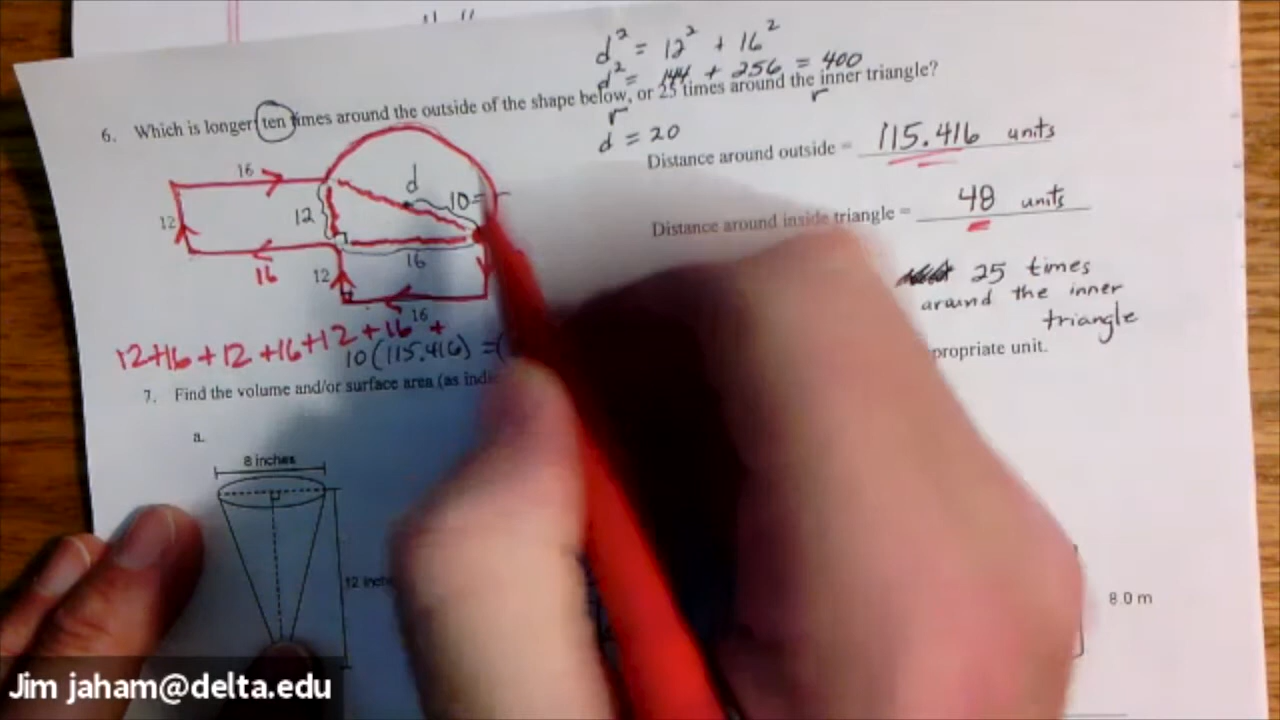 d² = 12² + 16²
d² = 144 + 256 = 400
6. Which is longer ten times around the outside of the shape below, or 25 times around the inner triangle?
r r
d = 20
Distance around outside = 115.416 units
16
d
12
12
10=r
Distance around inside triangle = 48 units
16
16
12
25 times
around the inner
triangle
16
12+16+12+16+12+16+
10(115.416) =(
propriate unit.
7. Find the volume and/or surface area (as indi
a.
8 inches
12 inch
8.0 m
Jim jaham@delta.edu